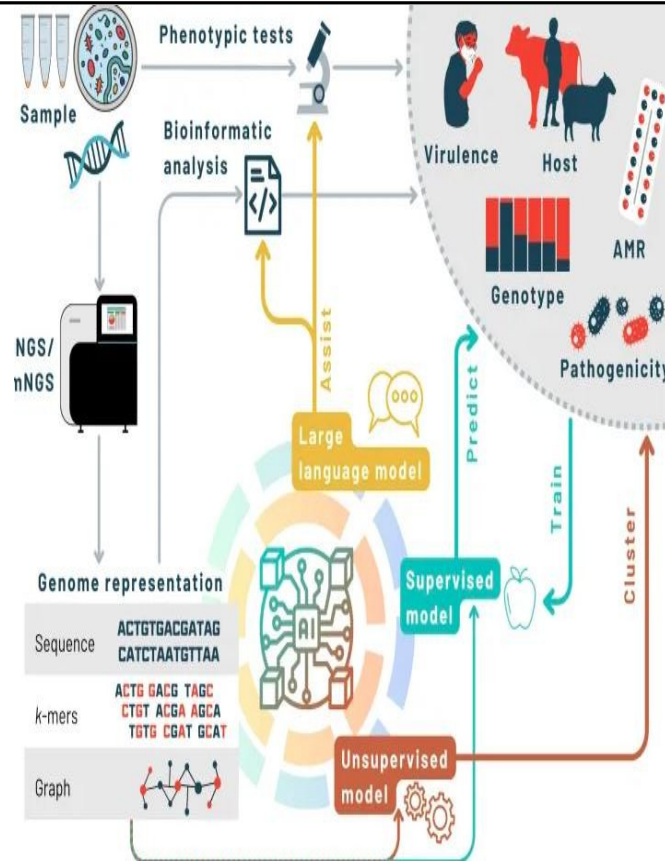 Phenotypic tests
Sample
Bioinformatic
analysis
</>
Virulence
Host
AMR
Genotype
Pathogenicity
NGS/
mNGS
Assist
Predict
Train
Cluster
Large
language model
Genome representation
Sequence
ACTGTGACGATAG
CATCTAATGTTAA
k-mers
ACTG GACG TAGC
CTGT ACGA AGCA
TGTG CGAT GCAT
Graph
AI
Supervised
model
Unsupervised
model